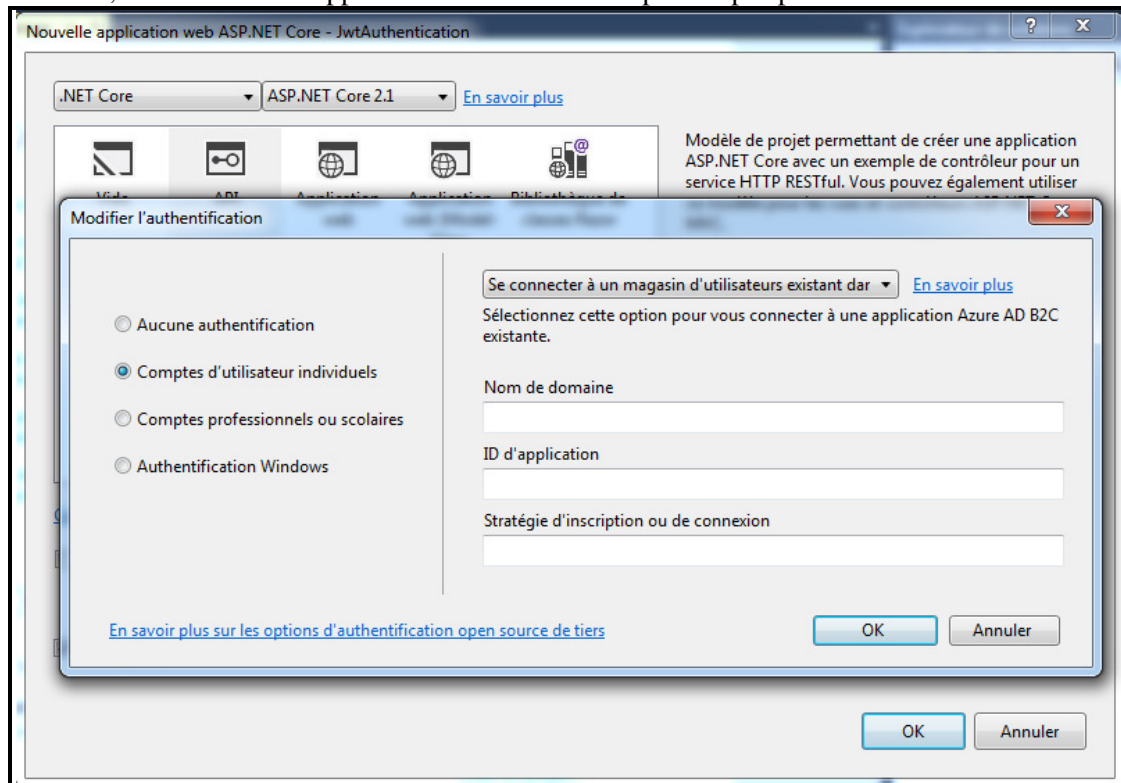 Nouvelle application web ASP.NET Core - JwtAuthentication
.NET Core
ASP.NET Core 2.1
En savoir plus
Modèle de projet permettant de créer une application
ASP.NET Core avec un exemple de contrôleur pour un
service HTTP RESTful. Vous pouvez également utiliser
Modifier l'authentification
Se connecter à un magasin d'utilisateurs existant dar
En savoir plus
Sélectionnez cette option pour vous connecter à une application Azure AD B2C
existante.
Aucune authentification
Comptes d'utilisateur individuels
Comptes professionnels ou scolaires
Authentification Windows
Nom de domaine
ID d'application
Stratégie d'inscription ou de connexion
En savoir plus sur les options d'authentification open source de tiers
OK
Annuler
OK
Annuler